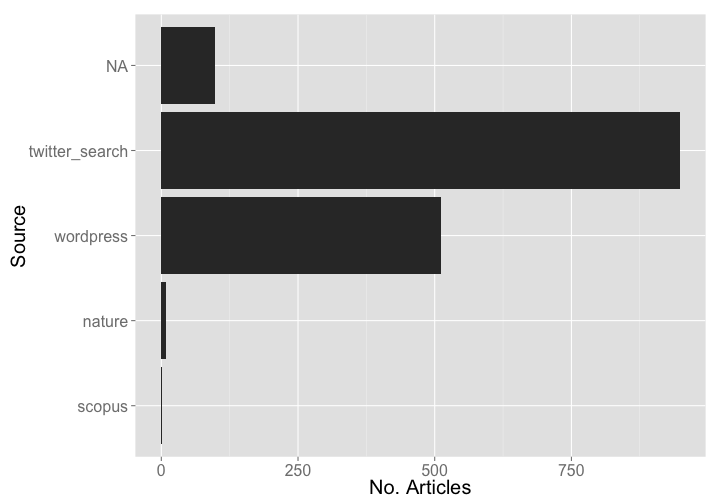 NA
twitter_search
wordpress
nature
scopus
Source
0 250 500 750
No. Articles